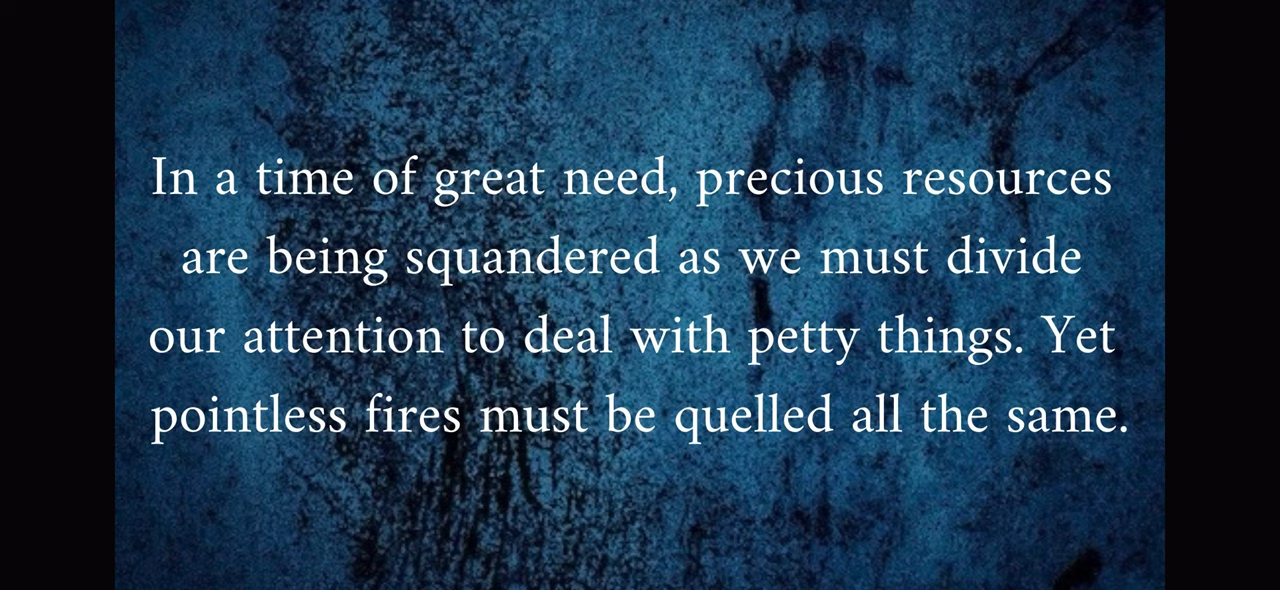 In a time of great need, precious resources
are being squandered as we must divide
our attention to deal with petty things. Yet
pointless fires must be quelled all the same.